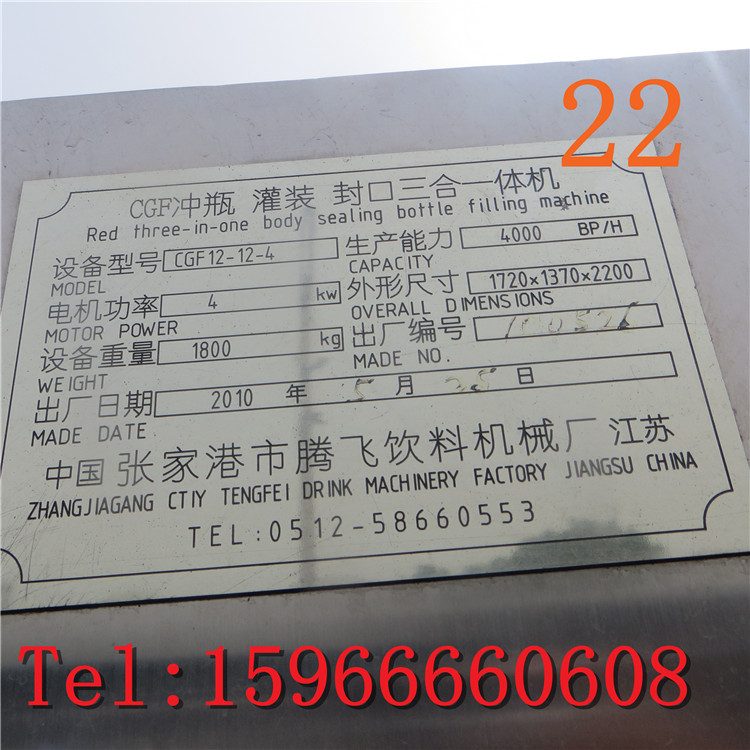 22
CGF冲瓶 灌装 封口三合一体机
Red three-in-one body sealing bottle filling machine
设备型号 CGF12-12-4 生产能力 4000 BP/H
MODEL CAPACITY
电机功率 4 kw 外形尺寸 1720×1370×2200
MOTOR POWER OVERALL DIMENSIONS
设备重量 1800 kg 出厂编号
WEIGHT MADE NO.
出厂日期 2010 年 5 月 25 日
MADE DATE
中国 张家港市腾飞饮料机械厂 江苏
ZHANGJIAGANG CTIY TENGFEI DRINK MACHINERY FACTORY JIANGSU CHINA
TEL:0512-58660553
Tel:15966660608